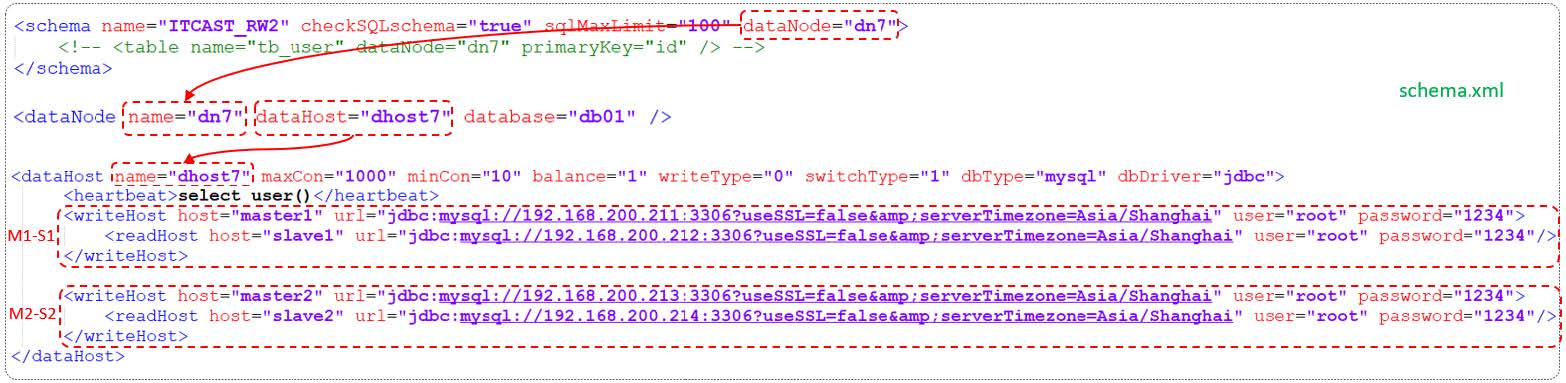 <schema name="ITCAST_RW2" checkSQLschema="true" sqlMaxLimit="100" dataNode="dn7">
<!-- <table name="tb_user" dataNode="dn7" primaryKey="id" /> -->
</schema>
schema.xml
<dataNode name="dn7" dataHost="dhost7" database="db01" />
<dataHost name="dhost7" maxCon="1000" minCon="10" balance="1" writeType="0" switchType="1" dbType="mysql" dbDriver="jdbc">
<heartbeat>select user()</heartbeat>
<writeHost host="master1" url="jdbc:mysql://192.168.200.211:3306?useSSL=false&amp;serverTimezone=Asia/Shanghai" user="root" password="1234">
M1-S1 <readHost host="slave1" url="jdbc:mysql://192.168.200.212:3306?useSSL=false&amp;serverTimezone=Asia/Shanghai" user="root" password="1234"/>
</writeHost>
<writeHost host="master2" url="jdbc:mysql://192.168.200.213:3306?useSSL=false&amp;serverTimezone=Asia/Shanghai" user="root" password="1234">
M2-S2 <readHost host="slave2" url="jdbc:mysql://192.168.200.214:3306?useSSL=false&amp;serverTimezone=Asia/Shanghai" user="root" password="1234"/>
</writeHost>
</dataHost>